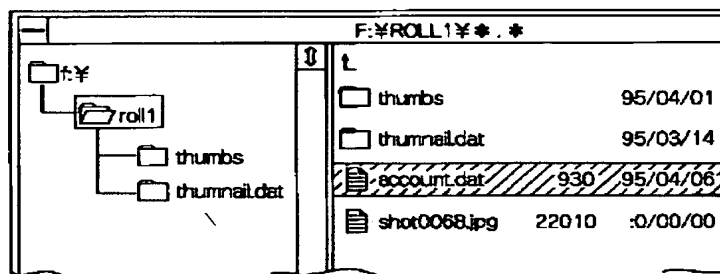 F:¥ROLL1¥*.*
f:¥
roll1
thumbs
thumnail.dat
thumbs 95/04/01
thumnail.dat 95/03/14
account.dat 930 95/04/06
shot0068.jpg 22010 :0/00/00